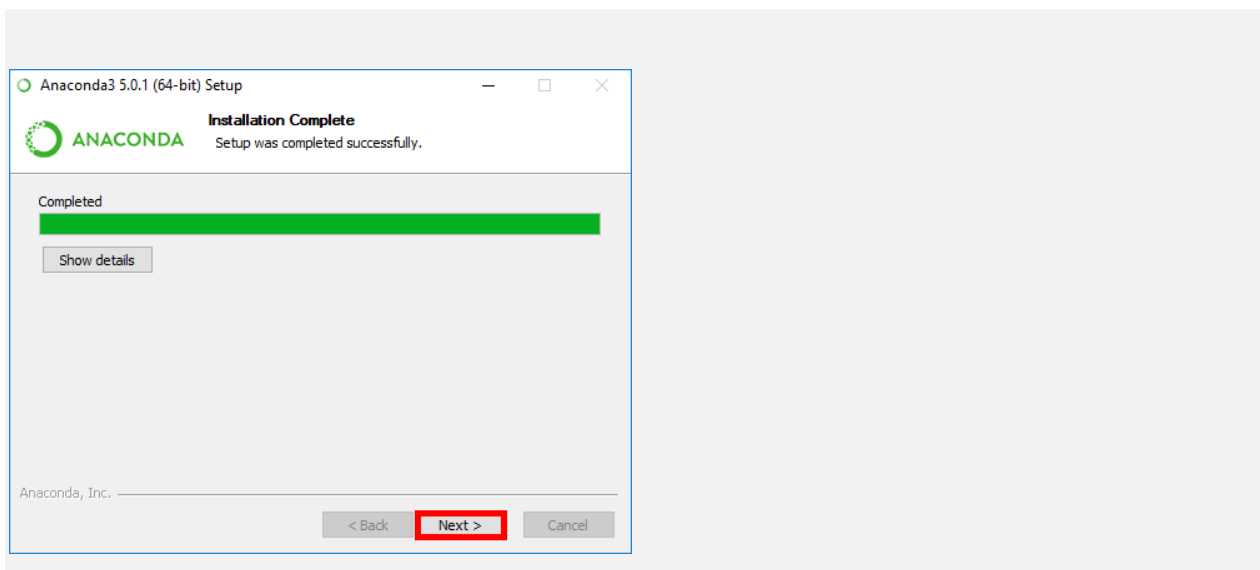 Anaconda3 5.0.1 (64-bit) Setup
ANACONDA
Installation Complete
Setup was completed successfully.
Completed
Show details
Anaconda, Inc.
< Back
Next >
Cancel